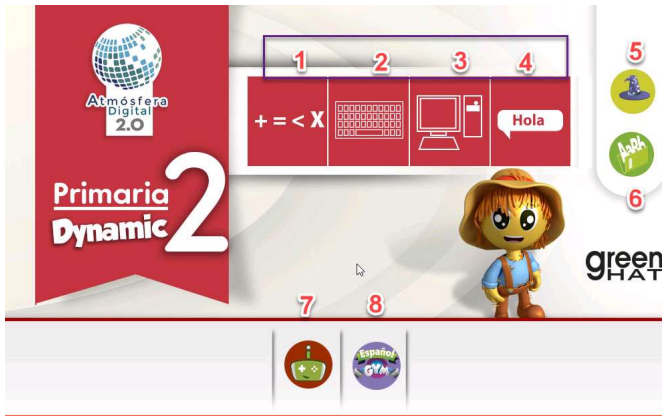 1 2 3 4 5
Atmósfera
Digital
2.0
+ = < X
Hola
AaBb
6
Primaria
Dynamic 2
green
HAT
7 8
Español
GYM